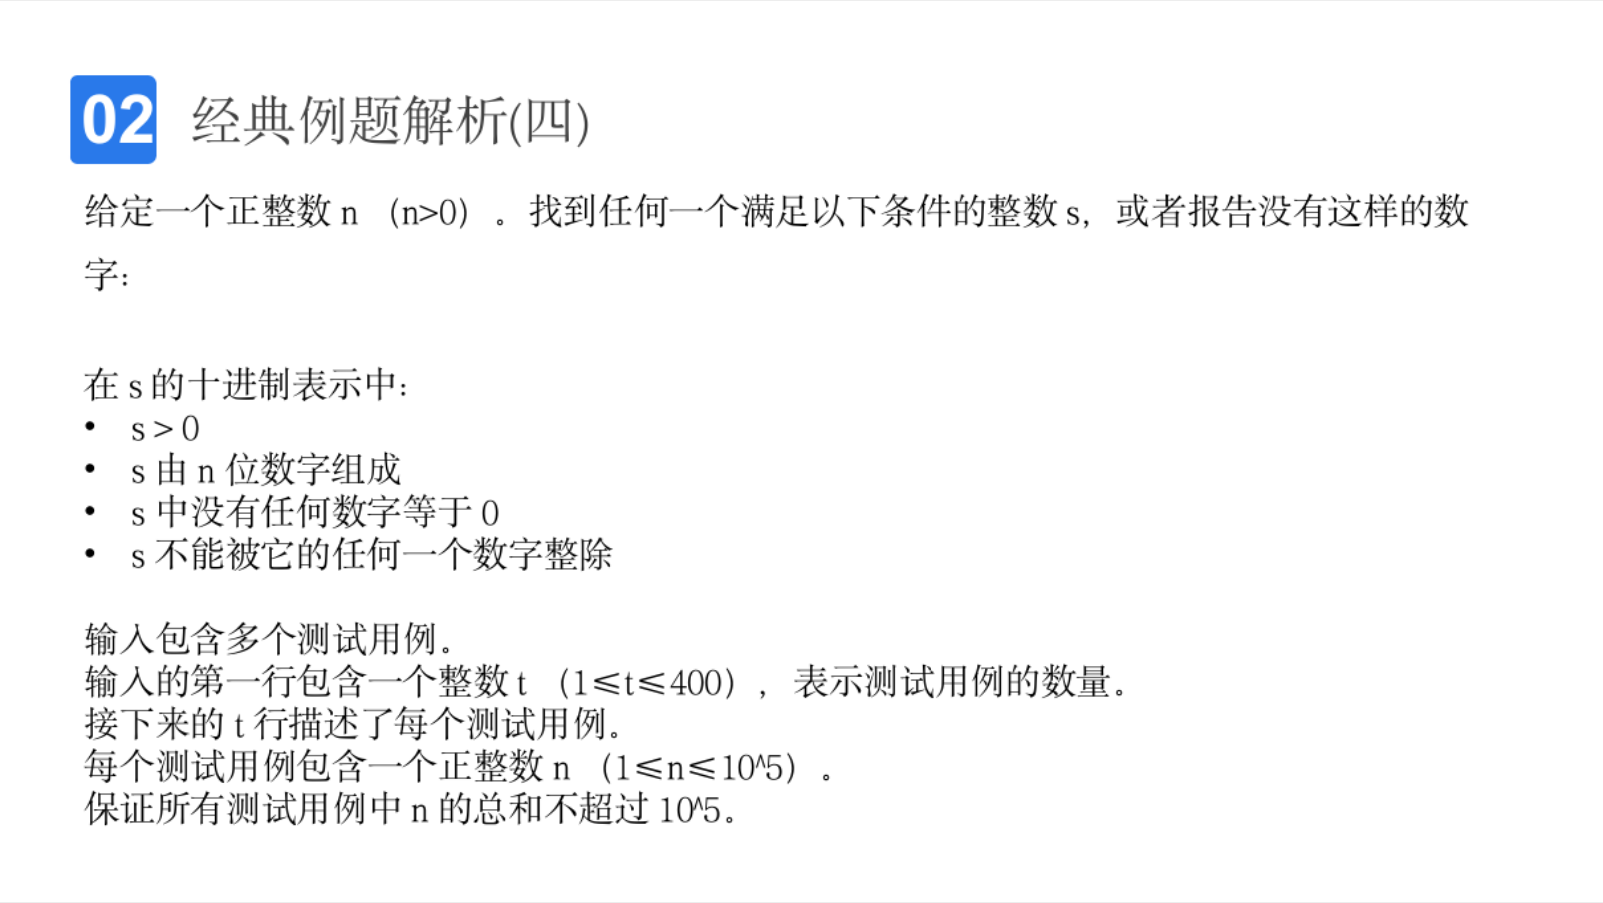 02 经典例题解析(四)
给定一个正整数 n （n>0）。找到任何一个满足以下条件的整数 s，或者报告没有这样的数
字：
在 s 的十进制表示中：
• s > 0
• s 由 n 位数字组成
• s 中没有任何数字等于 0
• s 不能被它的任何一个数字整除
输入包含多个测试用例。
输入的第一行包含一个整数 t （1≤t≤400），表示测试用例的数量。
接下来的 t 行描述了每个测试用例。
每个测试用例包含一个正整数 n （1≤n≤10^5）。
保证所有测试用例中 n 的总和不超过 10^5。